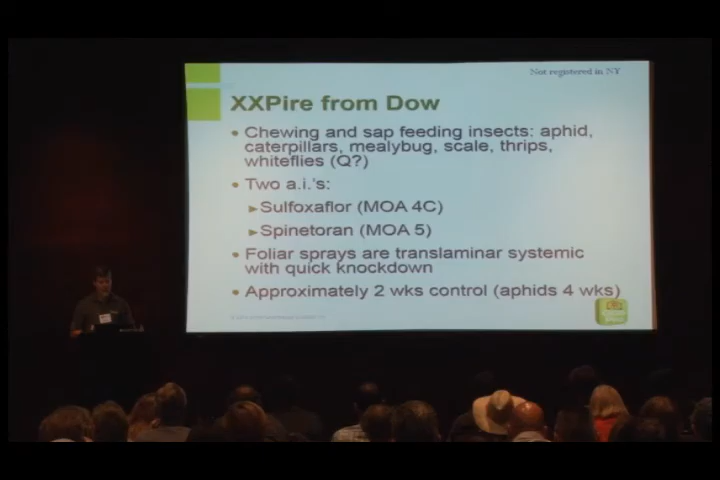 Not registered in NY
XXPire from Dow
• Chewing and sap feeding insects: aphid,
caterpillars, mealybug, scale, thrips,
whiteflies (Q?)
• Two a.i.'s:
►Sulfoxaflor (MOA 4C)
►Spinetoran (MOA 5)
• Foliar sprays are translaminar systemic
with quick knockdown
• Approximately 2 wks control (aphids 4 wks)